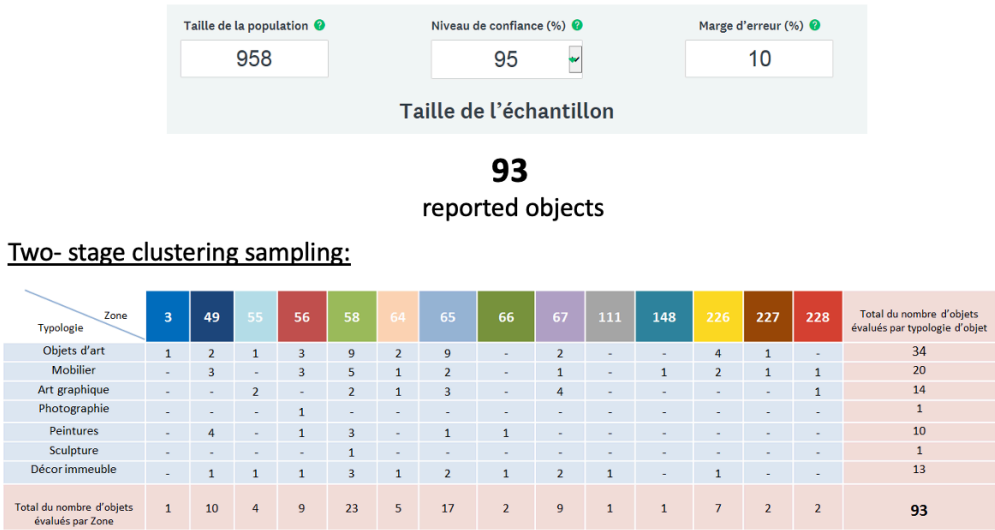 Taille de la population ?
Niveau de confiance (%) ?
Marge d'erreur (%) ?
958
95
10
Taille de l'échantillon
93
reported objects
Two- stage clustering sampling:
Zone
Typologie
3 49 55 56 58 64 65 66 67 111 148 226 227 228 Total du nombre d'objets évalués par typologie d'objet
Objets d'art 1 2 1 3 9 2 9 - 2 - - 4 1 - 34
Mobilier - 3 - 3 5 1 2 - 1 - 1 2 1 1 20
Art graphique - - 2 - 2 1 3 - 4 - - - - 1 14
Photographie - - - 1 - - - - - - - - - - 1
Peintures - 4 - 1 3 - 1 1 - - - - - - 10
Sculpture - - - - 1 - - - - - - - - - 1
Décor immeuble - 1 1 1 3 1 2 1 2 1 - 1 - - 13
Total du nombre d'objets évalués par Zone 1 10 4 9 23 5 17 2 9 1 1 7 2 2 93